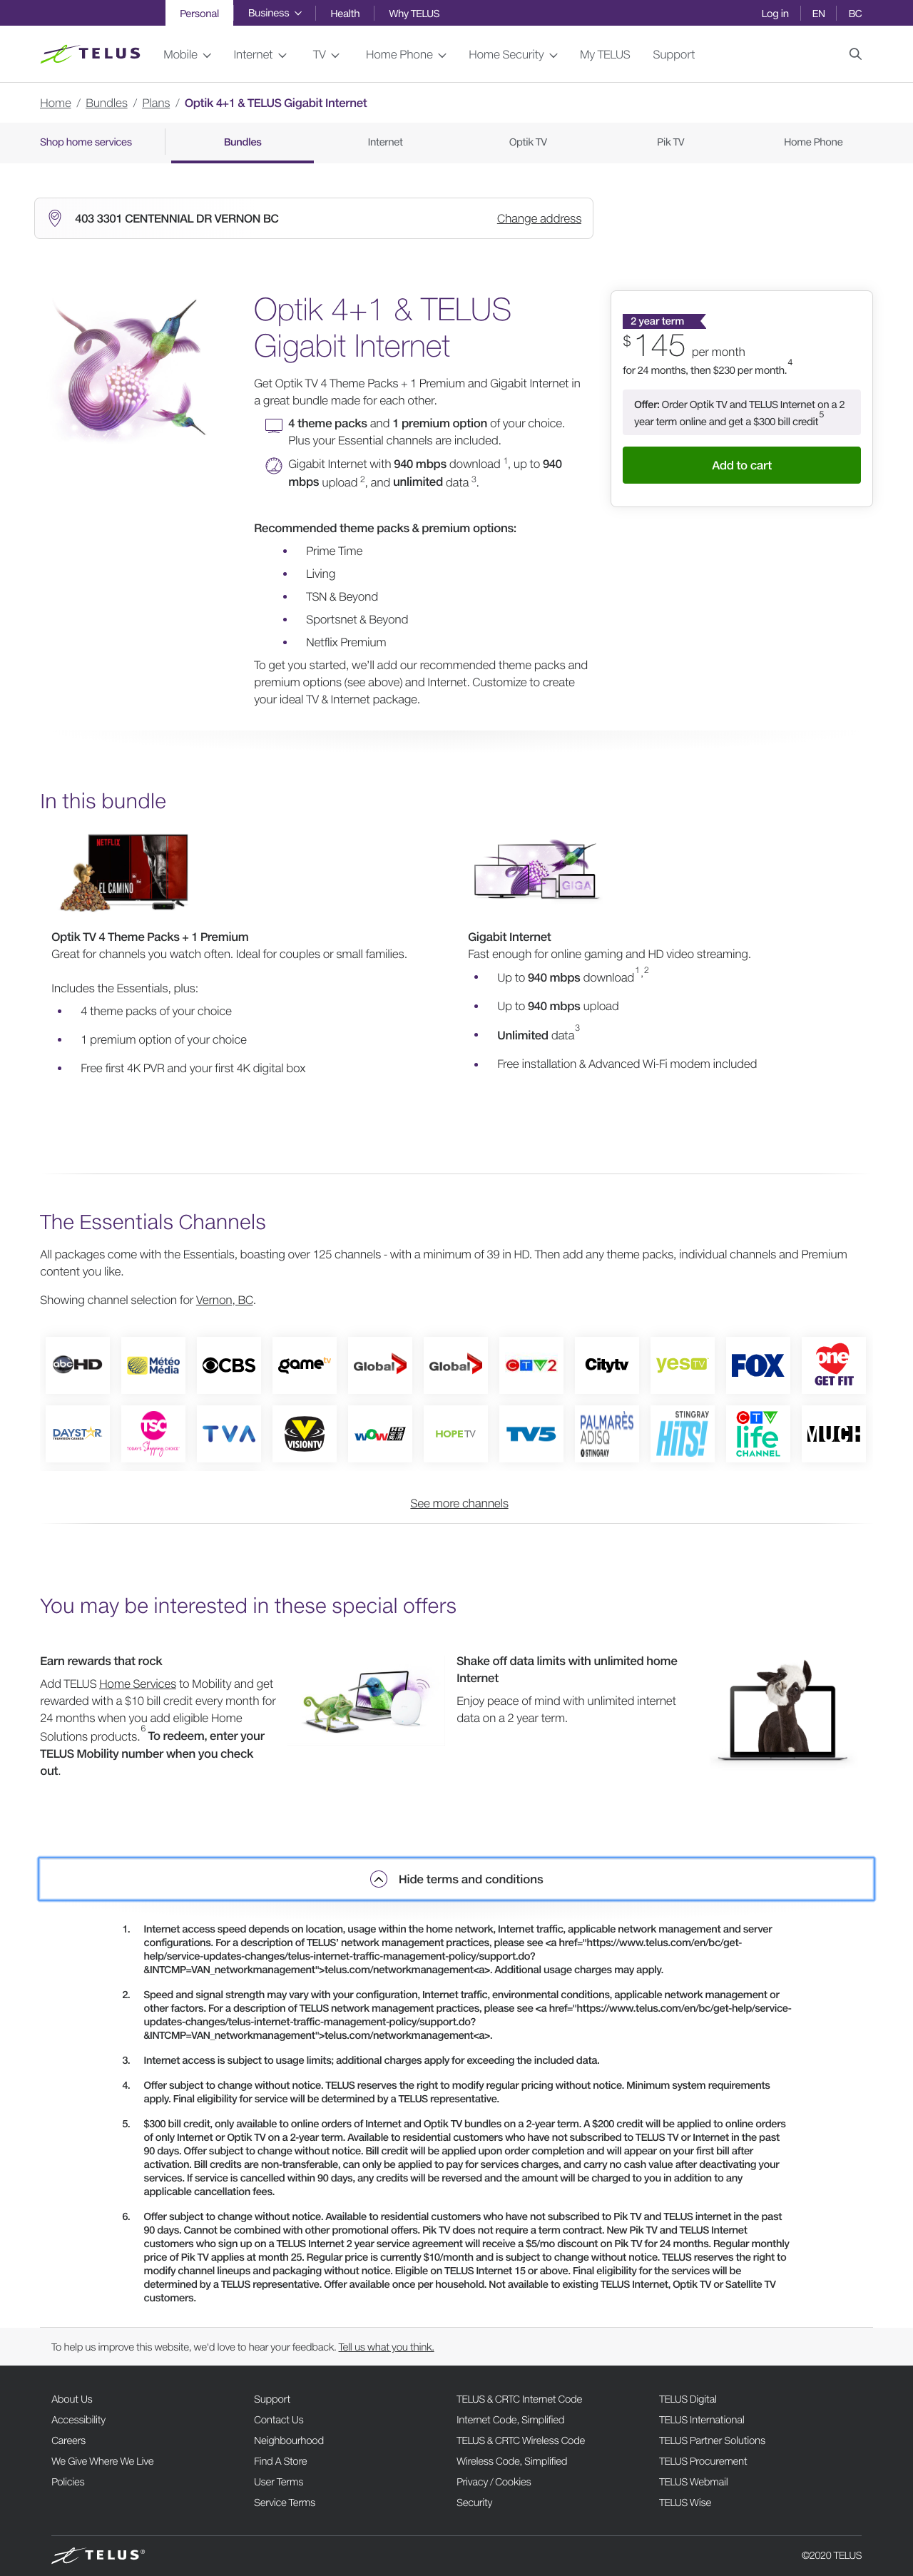 Personal
Business
Health
Why TELUS
Log in
EN
BC
TELUS
Mobile
Internet
TV
Home Phone
Home Security
My TELUS
Support
Home / Bundles / Plans / Optik 4+1 & TELUS Gigabit Internet
Shop home services
Bundles
Internet
Optik TV
Pik TV
Home Phone
403 3301 CENTENNIAL DR VERNON BC
Change address
Optik 4+1 & TELUS
Gigabit Internet
Get Optik TV 4 Theme Packs + 1 Premium and Gigabit Internet in
a great bundle made for each other.
4 theme packs and 1 premium option of your choice.
Plus your Essential channels are included.
Gigabit Internet with 940 mbps download 1, up to 940
mbps upload 2, and unlimited data 3.
Recommended theme packs & premium options:
Prime Time
Living
TSN & Beyond
Sportsnet & Beyond
Netflix Premium
To get you started, we'll add our recommended theme packs and
premium options (see above) and Internet. Customize to create
your ideal TV & Internet package.
2 year term
$145 per month
for 24 months, then $230 per month.4
Offer: Order Optik TV and TELUS Internet on a 2
year term online and get a $300 bill credit5
Add to cart
In this bundle
NETFLIX
EL CAMINO
GIGA
Optik TV 4 Theme Packs + 1 Premium
Great for channels you watch often. Ideal for couples or small families.
Includes the Essentials, plus:
• 4 theme packs of your choice
• 1 premium option of your choice
• Free first 4K PVR and your first 4K digital box
Gigabit Internet
Fast enough for online gaming and HD video streaming.
• Up to 940 mbps download1,2
• Up to 940 mbps upload
• Unlimited data3
• Free installation & Advanced Wi-Fi modem included
The Essentials Channels
All packages come with the Essentials, boasting over 125 channels - with a minimum of 39 in HD. Then add any theme packs, individual channels and Premium
content you like.
Showing channel selection for Vernon, BC.
abc HD
Météo Média
CBS
game tv
Global
Global
CTV2
Citytv
yes TV
FOX
one GET FIT
DAYSTAR
TSC TODAY'S Shopping CHOICE
TVA
VISIONTV
WOW
HOPE TV
TV5
PALMARÈS ADISQ STINGRAY
STINGRAY HITS!
CTV life CHANNEL
MUCH
See more channels
You may be interested in these special offers
Earn rewards that rock
Add TELUS Home Services to Mobility and get
rewarded with a $10 bill credit every month for
24 months when you add eligible Home
Solutions products.6 To redeem, enter your
TELUS Mobility number when you check
out.
Shake off data limits with unlimited home
Internet
Enjoy peace of mind with unlimited internet
data on a 2 year term.
Hide terms and conditions
1. Internet access speed depends on location, usage within the home network, Internet traffic, applicable network management and server
configurations. For a description of TELUS' network management practices, please see <a href="https://www.telus.com/en/bc/get-
help/service-updates-changes/telus-internet-traffic-management-policy/support.do?
&INTCMP=VAN_networkmanagement">telus.com/networkmanagement<a>. Additional usage charges may apply.
2. Speed and signal strength may vary with your configuration, Internet traffic, environmental conditions, applicable network management or
other factors. For a description of TELUS network management practices, please see <a href="https://www.telus.com/en/bc/get-help/service-
updates-changes/telus-internet-traffic-management-policy/support.do?
&INTCMP=VAN_networkmanagement">telus.com/networkmanagement<a>.
3. Internet access is subject to usage limits; additional charges apply for exceeding the included data.
4. Offer subject to change without notice. TELUS reserves the right to modify regular pricing without notice. Minimum system requirements
apply. Final eligibility for service will be determined by a TELUS representative.
5. $300 bill credit, only available to online orders of Internet and Optik TV bundles on a 2-year term. A $200 credit will be applied to online orders
of only Internet or Optik TV on a 2-year term. Available to residential customers who have not subscribed to TELUS TV or Internet in the past
90 days. Offer subject to change without notice. Bill credit will be applied upon order completion and will appear on your first bill after
activation. Bill credits are non-transferable, can only be applied to pay for services charges, and carry no cash value after deactivating your
services. If service is cancelled within 90 days, any credits will be reversed and the amount will be charged to you in addition to any
applicable cancellation fees.
6. Offer subject to change without notice. Available to residential customers who have not subscribed to Pik TV and TELUS internet in the past
90 days. Cannot be combined with other promotional offers. Pik TV does not require a term contract. New Pik TV and TELUS Internet
customers who sign up on a TELUS Internet 2 year service agreement will receive a $5/mo discount on Pik TV for 24 months. Regular monthly
price of Pik TV applies at month 25. Regular price is currently $10/month and is subject to change without notice. TELUS reserves the right to
modify channel lineups and packaging without notice. Eligible on TELUS Internet 15 or above. Final eligibility for the services will be
determined by a TELUS representative. Offer available once per household. Not available to existing TELUS Internet, Optik TV or Satellite TV
customers.
To help us improve this website, we'd love to hear your feedback. Tell us what you think.
About Us
Accessibility
Careers
We Give Where We Live
Policies
Support
Contact Us
Neighbourhood
Find A Store
User Terms
Service Terms
TELUS & CRTC Internet Code
Internet Code, Simplified
TELUS & CRTC Wireless Code
Wireless Code, Simplified
Privacy / Cookies
Security
TELUS Digital
TELUS International
TELUS Partner Solutions
TELUS Procurement
TELUS Webmail
TELUS Wise
TELUS®
©2020 TELUS